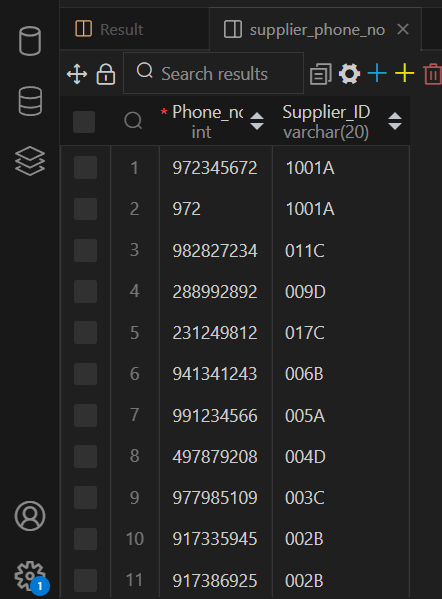 Result
supplier_phone_no
Search results
* Phone_no Supplier_ID
int varchar(20)
1 972345672 1001A
2 972 1001A
3 982827234 011C
4 288992892 009D
5 231249812 017C
6 941341243 006B
7 991234566 005A
8 497879208 004D
9 977985109 003C
10 917335945 002B
11 917386925 002B
1